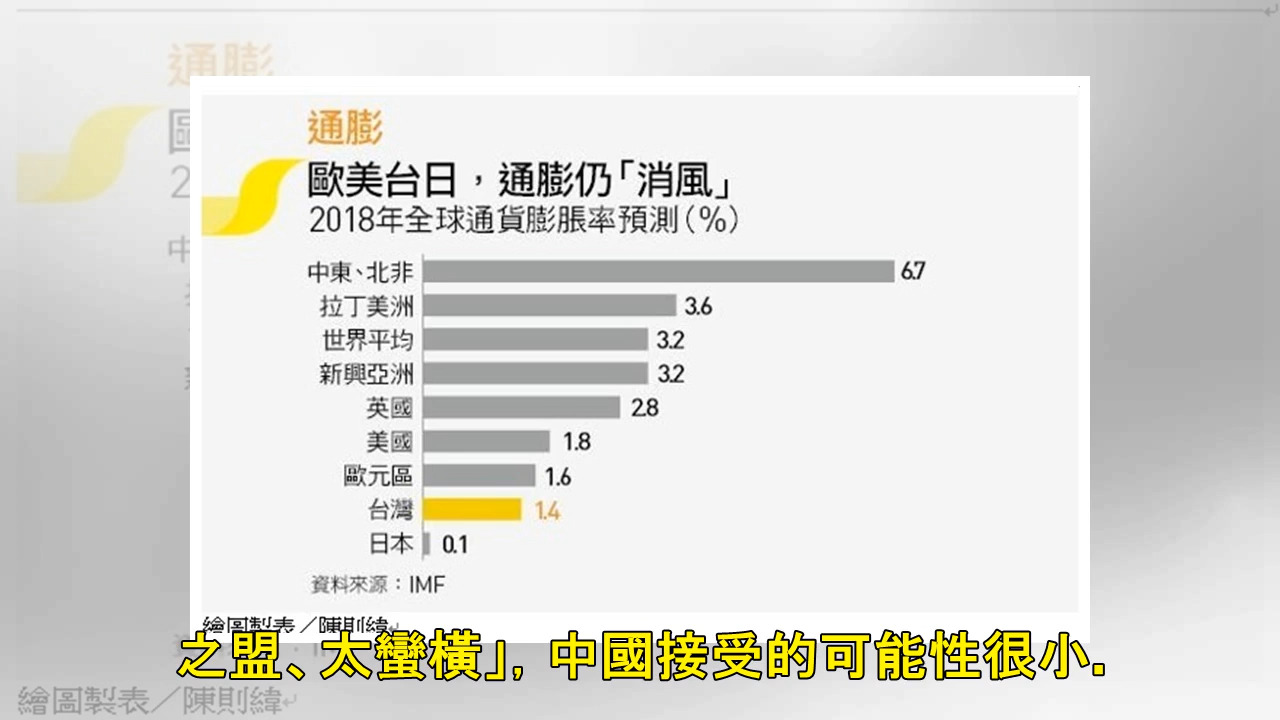 通膨
歐美台日，通膨仍「消風」
2018年全球通貨膨脹率預測（%）
中東、北非 6.7
拉丁美洲 3.6
世界平均 3.2
新興亞洲 3.2
英國 2.8
美國 1.8
歐元區 1.6
台灣 1.4
日本 0.1
資料來源：IMF
繪圖製表／陳則緯
之盟、太蠻橫」, 中國接受的可能性很小.
繪圖製表／陳則緯